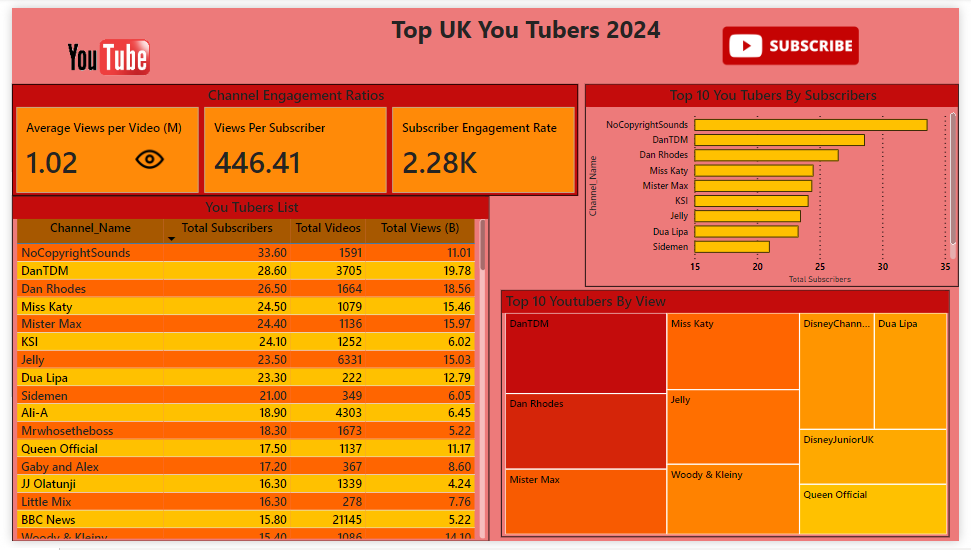 Top UK You Tubers 2024
YouTube
SUBSCRIBE
Channel Engagement Ratios
Average Views per Video (M)
1.02
Views Per Subscriber
446.41
Subscriber Engagement Rate
2.28K
Top 10 You Tubers By Subscribers
Channel_Name
NoCopyrightSounds
DanTDM
Dan Rhodes
Miss Katy
Mister Max
KSI
Jelly
Dua Lipa
Sidemen
15 20 25 30 35
Total Subscribers
You Tubers List
Channel_Name Total Subscribers Total Videos Total Views (B)
NoCopyrightSounds 33.60 1591 11.01
DanTDM 28.60 3705 19.78
Dan Rhodes 26.50 1664 18.56
Miss Katy 24.50 1079 15.46
Mister Max 24.40 1136 15.97
KSI 24.10 1252 6.02
Jelly 23.50 6331 15.03
Dua Lipa 23.30 222 12.79
Sidemen 21.00 349 6.05
Ali-A 18.90 4303 6.45
Mrwhosetheboss 18.30 1673 5.22
Queen Official 17.50 1137 11.17
Gaby and Alex 17.20 367 8.60
JJ Olatunji 16.30 1339 4.24
Little Mix 16.30 278 7.76
BBC News 15.80 21145 5.22
Woody & Kleiny 15.40 1086 14.10
Top 10 Youtubers By View
DanTDM
Dan Rhodes
Mister Max
Miss Katy
Jelly
Woody & Kleiny
DisneyChann...
Dua Lipa
DisneyJuniorUK
Queen Official